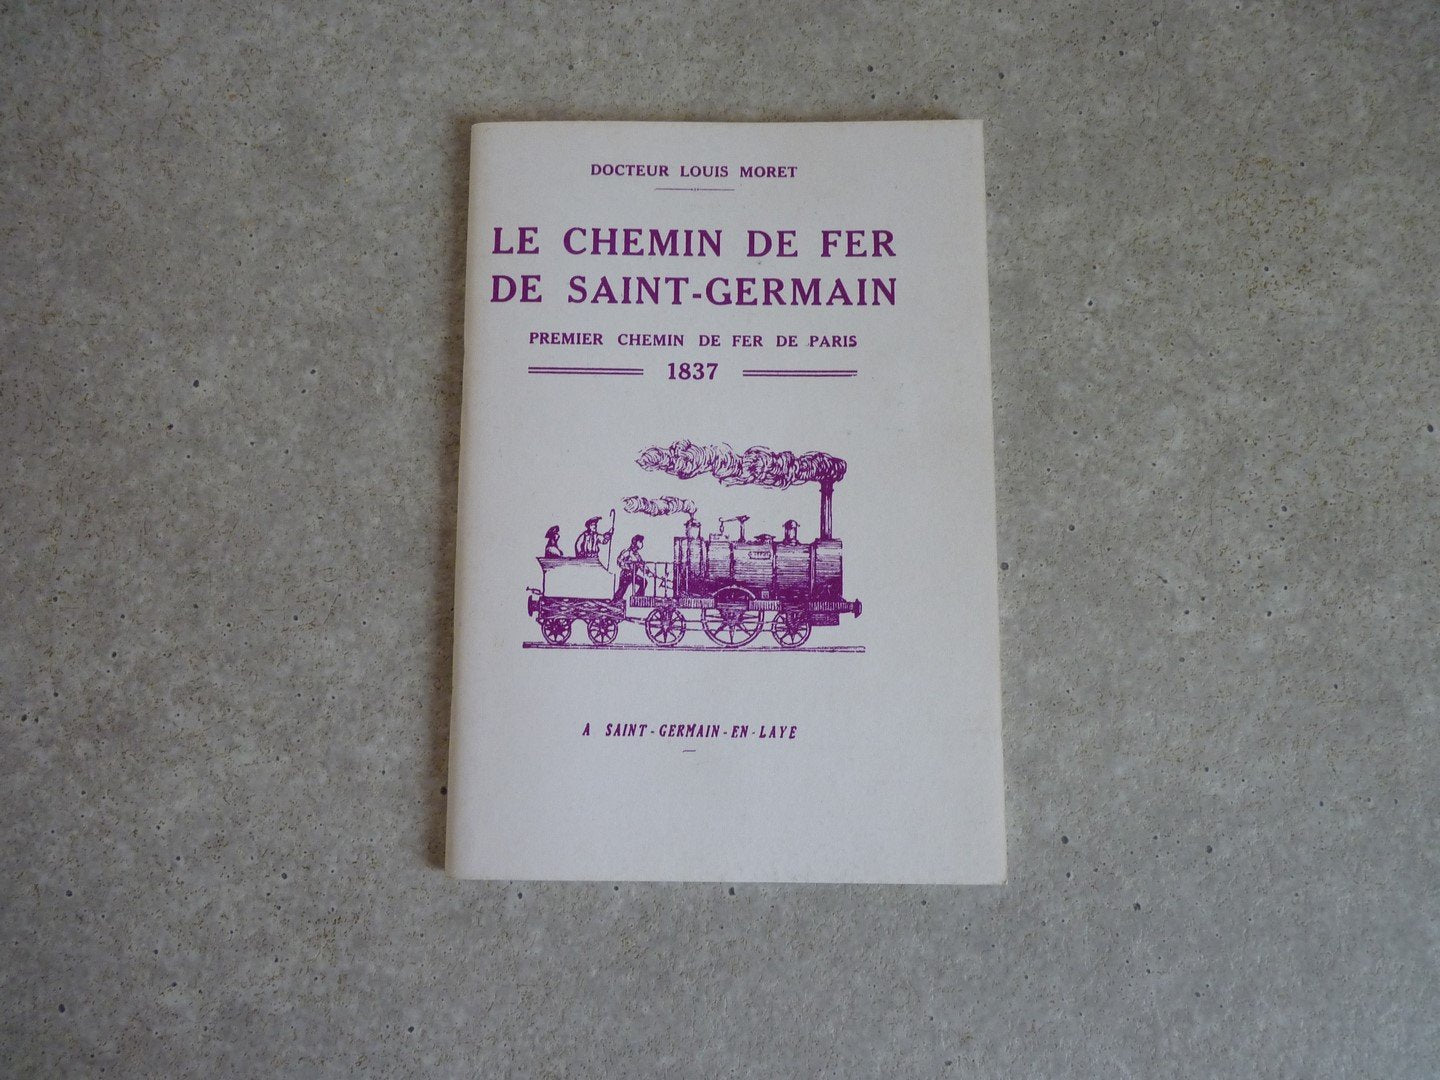 DOCTEUR LOUIS MORET
LE CHEMIN DE FER
DE SAINT-GERMAIN
PREMIER CHEMIN DE FER DE PARIS
1837
A SAINT-GERMAIN-EN-LAYE